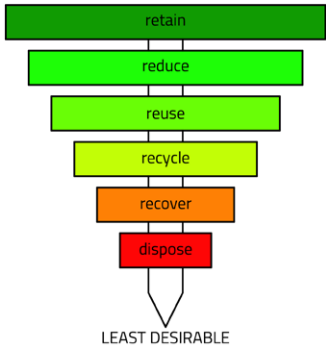 retain
reduce
reuse
recycle
recover
dispose
LEAST DESIRABLE